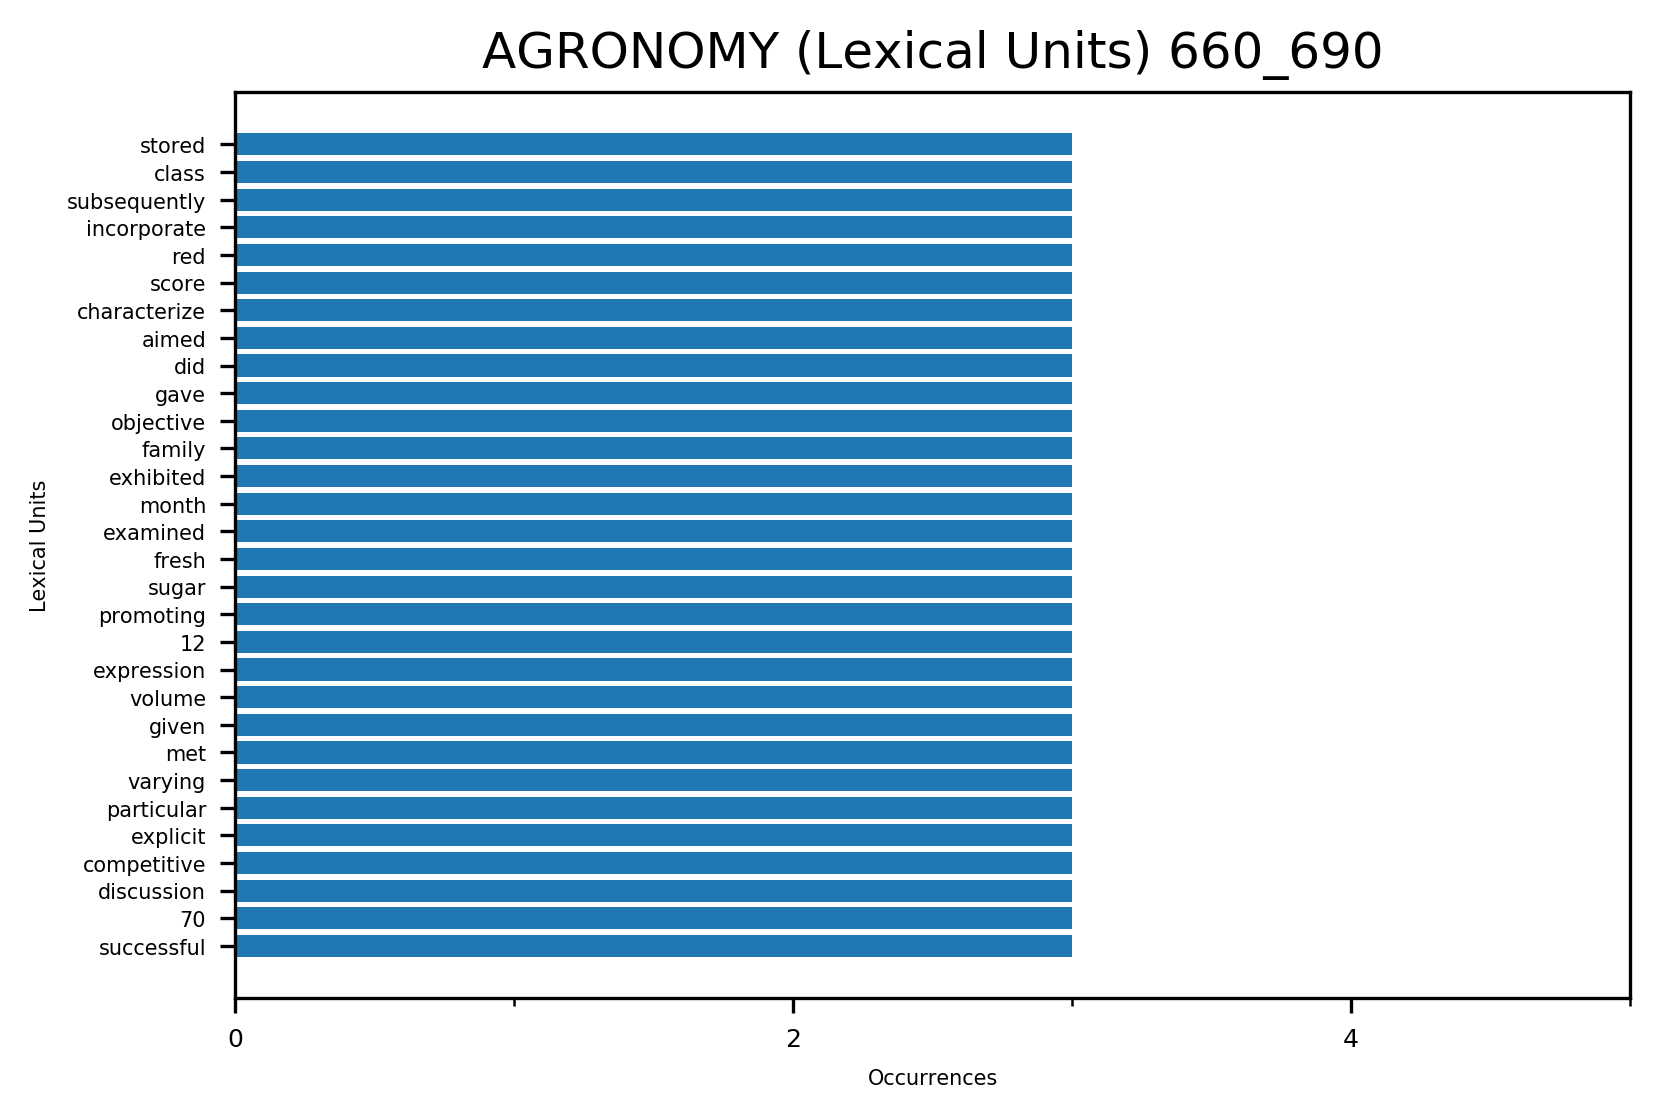 AGRONOMY (Lexical Units) 660_690
stored
class
subsequently
incorporate
red
score
characterize
aimed
did
gave
objective
family
exhibited
month
examined
fresh
sugar
promoting
12
expression
volume
given
met
varying
particular
explicit
competitive
discussion
70
successful
Lexical Units
0 2 4
Occurrences